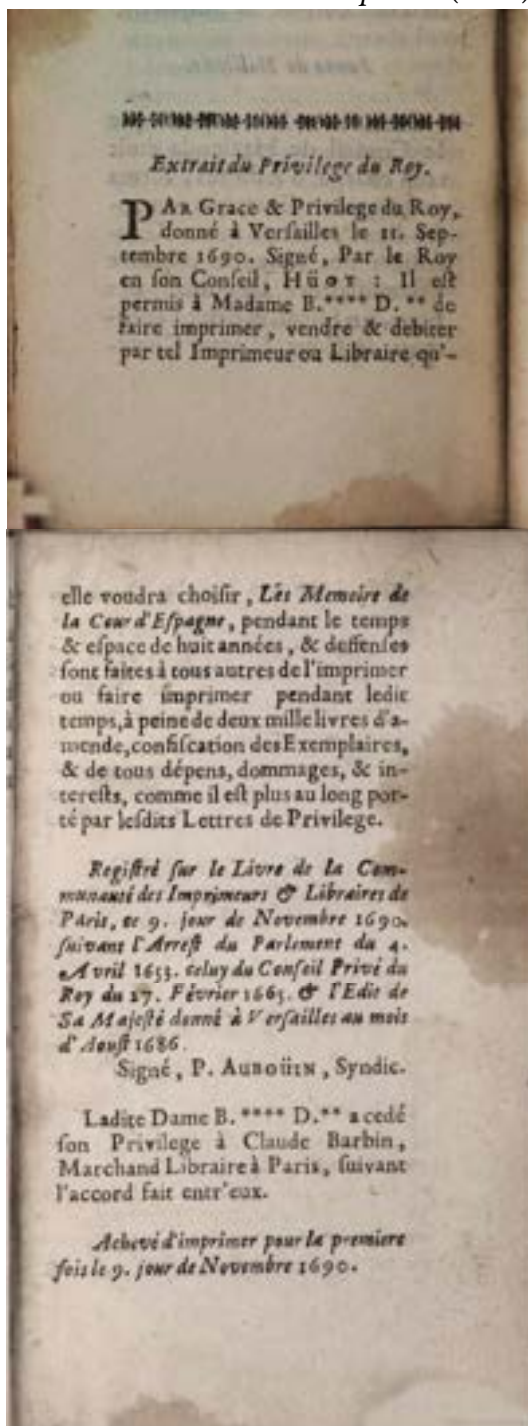 Extrait du Privilege du Roy.
PAR Grace & Privilege du Roy,
donné à Verſailles le 11. Sep-
tembre 1690. Signé, Par le Roy
en ſon Conſeil, HÜOT : Il eſt
permis à Madame B.**** D. ** de
faire imprimer, vendre & debiter
par tel Imprimeur ou Libraire qu'-
elle voudra choiſir, Les Memoire de
la Cour d'Eſpagne, pendant le temps
& eſpace de huit années, & deffenſes
ſont faites à tous autres de l'imprimer
ou faire imprimer pendant ledit
temps, à peine de deux mille livres d'a-
mende, confiſcation des Exemplaires,
& de tous dépens, dommages, & in-
tereſts, comme il eſt plus au long por-
té par leſdits Lettres de Privilege.
Regiſtré ſur le Livre de la Com-
munauté des Imprimeurs & Libraires de
Paris, ce 9. jour de Novembre 1690.
ſuivant l'Arreſt du Parlement du 4.
Avril 1653. celuy du Conſeil Privé du
Roy du 27. Février 1665. & l'Edit de
Sa Majeſté donné à Verſailles au mois
d'Aouſt 1686.
Signé, P. AUBOÜIN, Syndic.
Ladite Dame B. **** D.** a cedé
ſon Privilege à Claude Barbin,
Marchand Libraire à Paris, ſuivant
l'accord fait entr'eux.
Achevé d'imprimer pour la premiere
fois le 9. jour de Novembre 1690.